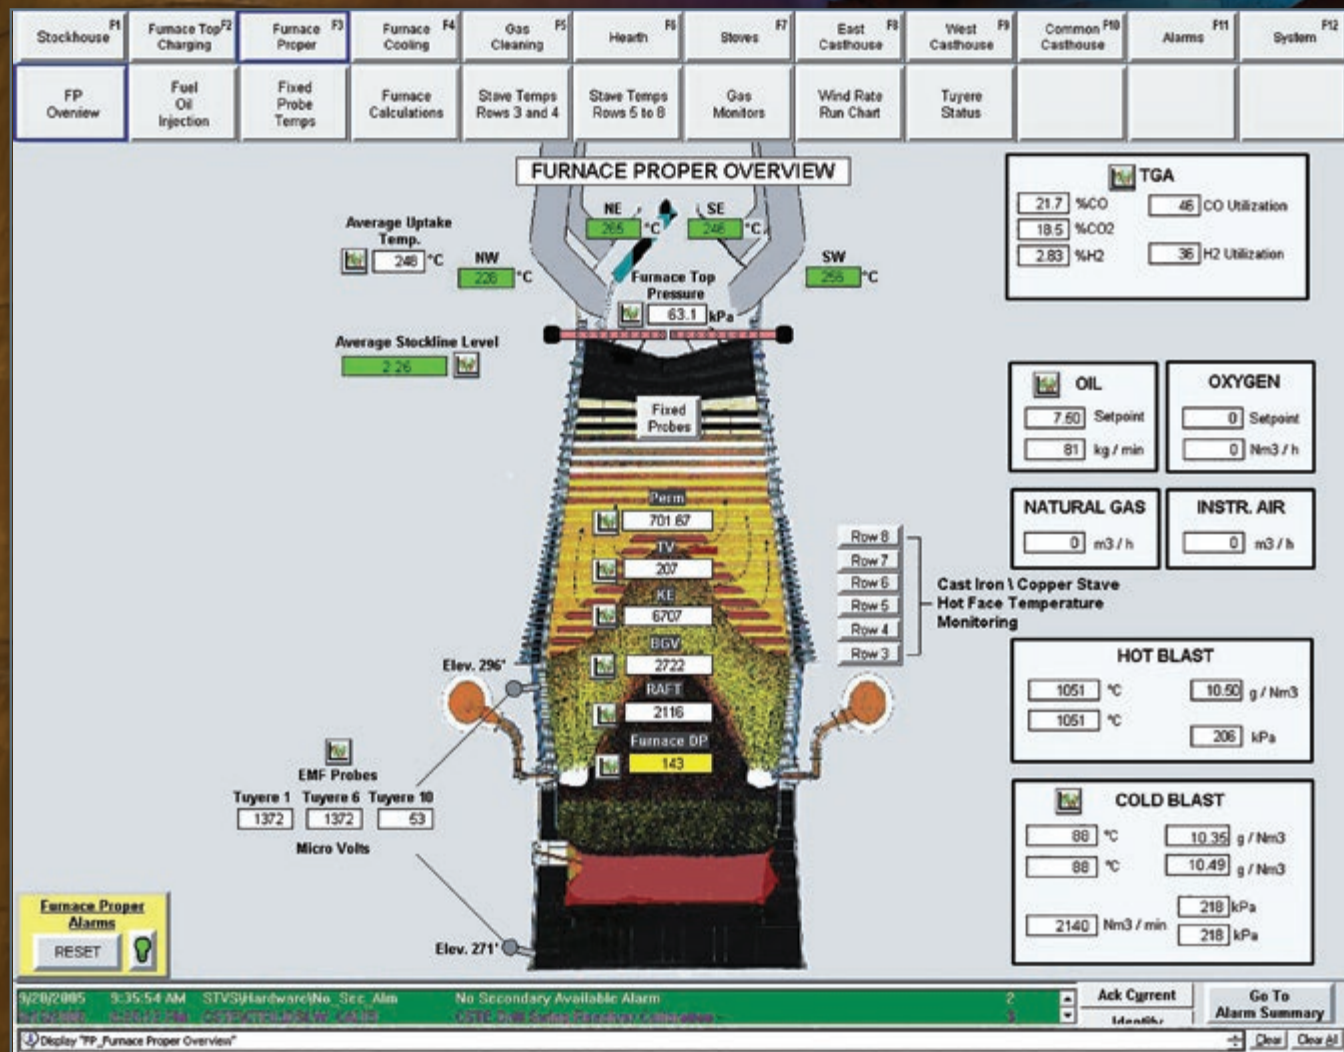 Stockhouse F1
Furnace Top F2 Charging
Furnace F3 Proper
Furnace F4 Cooling
Gas F5 Cleaning
Hearth F6
Stoves F7
East F8 Casthouse
West F9 Casthouse
Common F10 Casthouse
Alarms F11
System F12
FP Overview
Fuel Oil Injection
Fixed Probe Temps
Furnace Calculations
Stave Temps Rows 3 and 4
Stave Temps Rows 5 to 8
Gas Monitors
Wind Rate Run Chart
Tuyere Status
FURNACE PROPER OVERVIEW
Average Uptake Temp.
248 °C
NW
228 °C
NE
265 °C
SE
246 °C
SW
255 °C
Furnace Top Pressure
63.1 kPa
Average Stockline Level
2.26
Fixed Probes
Perm
701.67
TV
207
KE
6707
BGV
2722
RAFT
2116
Furnace DP
143
Row 8
Row 7
Row 6
Row 5
Row 4
Row 3
Cast Iron \ Copper Stave
Hot Face Temperature
Monitoring
Elev. 296'
EMF Probes
Tuyere 1 Tuyere 6 Tuyere 10
1372 1372 53
Micro Volts
Elev. 271'
TGA
21.7 %CO
18.5 %CO2
2.83 %H2
46 CO Utilization
36 H2 Utilization
OIL
7.50 Setpoint
81 kg / min
OXYGEN
0 Setpoint
0 Nm3 / h
NATURAL GAS
0 m3 / h
INSTR. AIR
0 m3 / h
HOT BLAST
1051 °C
1051 °C
10.50 g / Nm3
206 kPa
COLD BLAST
88 °C
88 °C
10.35 g / Nm3
10.49 g / Nm3
2140 Nm3 / min
218 kPa
218 kPa
Furnace Proper
Alarms
RESET
9/20/2005 9:35:54 AM STVS\Hardware\No_Sec_Alm No Secondary Available Alarm 2
Ack Current
Identify
Go To
Alarm Summary
Display "FP_Furnace Proper Overview"
Clear
Clear All